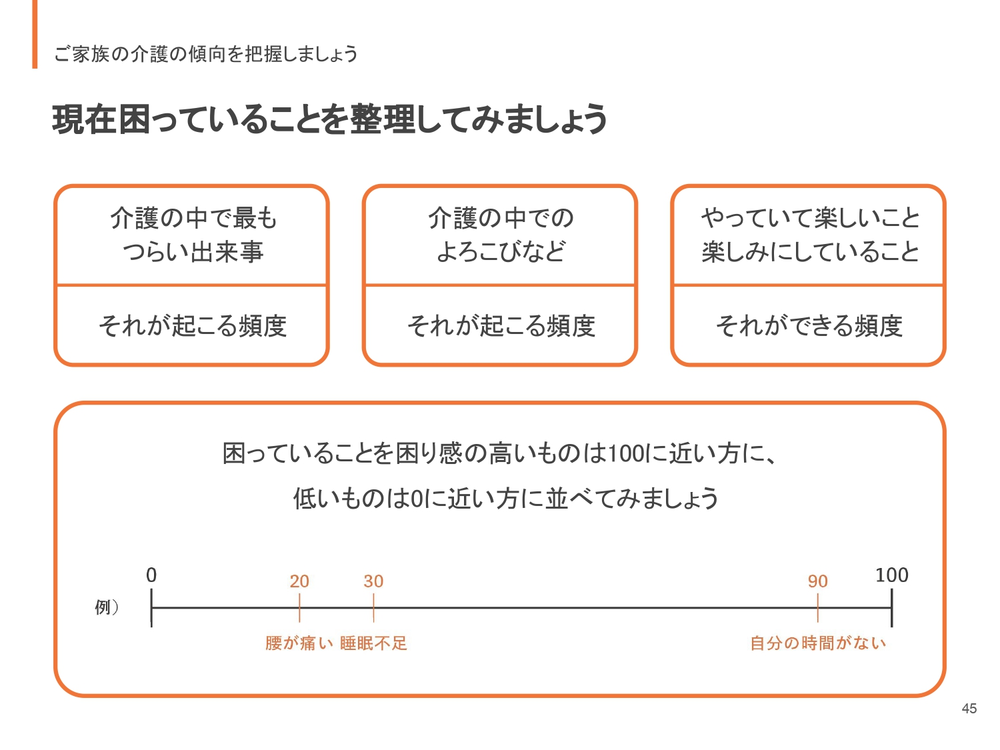 ご家族の介護の傾向を把握しましょう
現在困っていることを整理してみましょう
介護の中で最も
つらい出来事
それが起こる頻度
介護の中での
よろこびなど
それが起こる頻度
やっていて楽しいこと
楽しみにしていること
それができる頻度
困っていることを困り感の高いものは100に近い方に、
低いものは0に近い方に並べてみましょう
例）
0
20
30
90
100
腰が痛い
睡眠不足
自分の時間がない
45